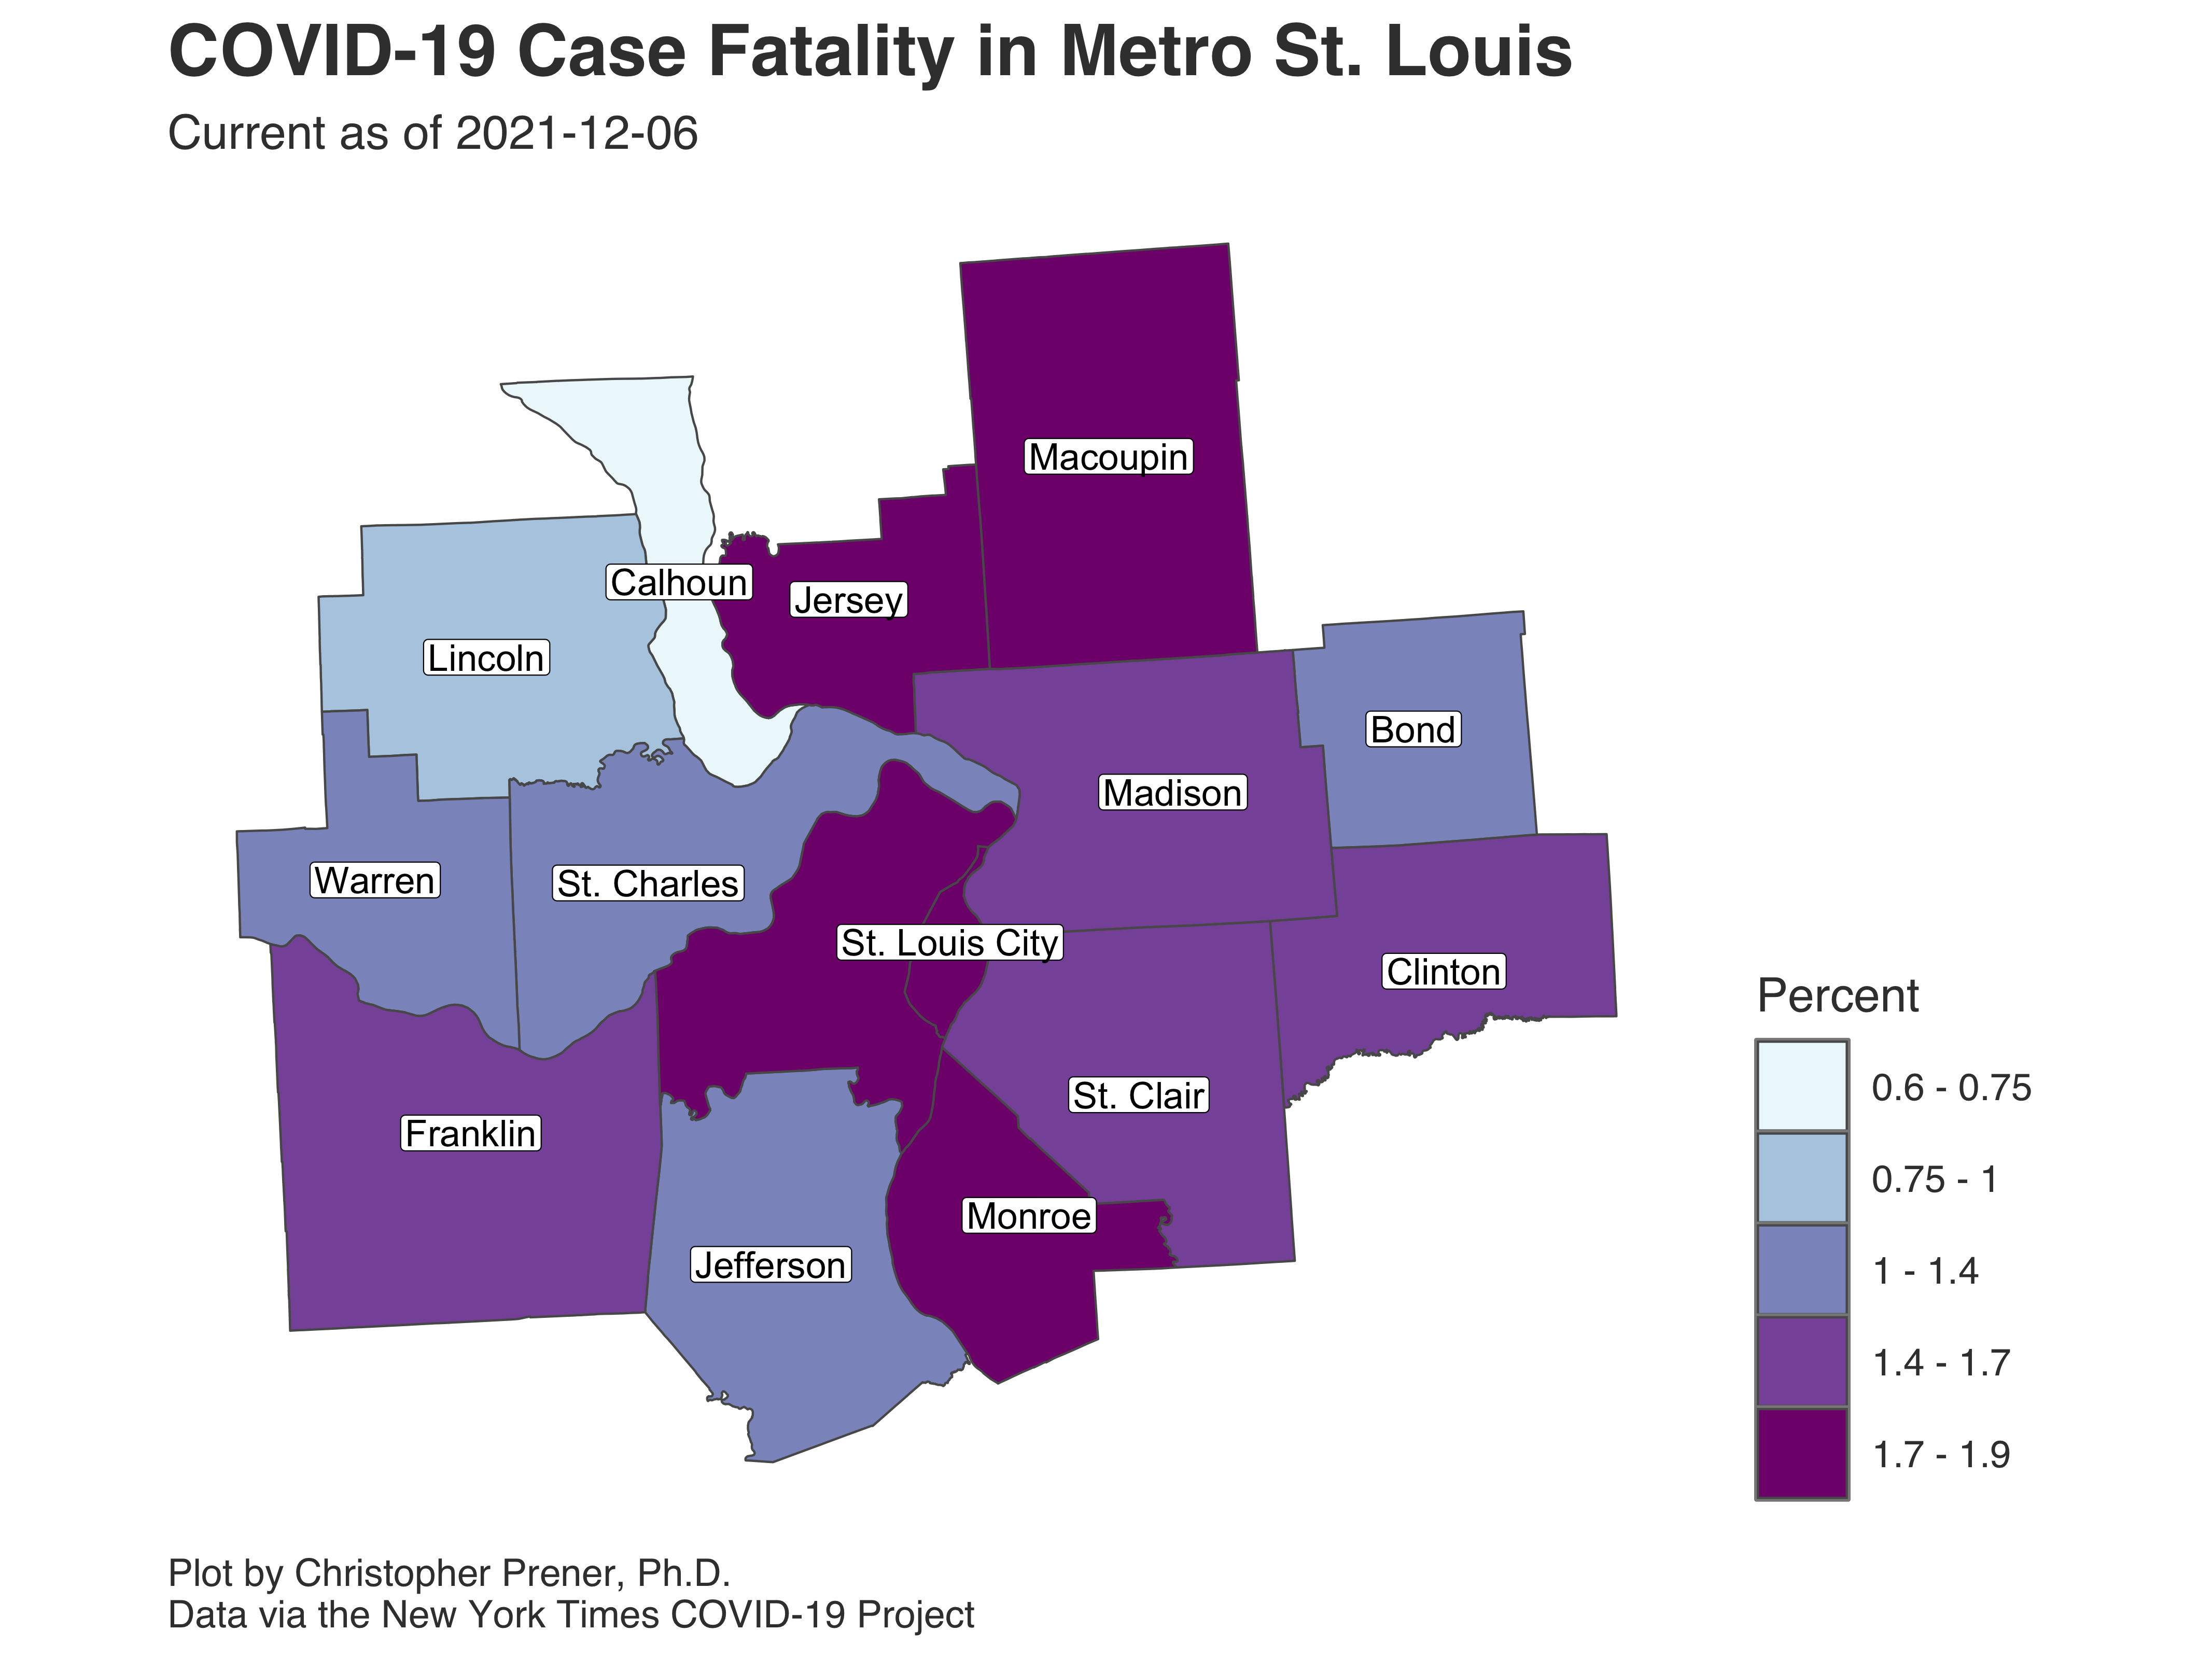 COVID-19 Case Fatality in Metro St. Louis
Current as of 2021-12-06
Macoupin
Calhoun
Jersey
Lincoln
Bond
Madison
Warren
St. Charles
St. Louis City
Clinton
St. Clair
Franklin
Monroe
Jefferson
Percent
0.6 - 0.75
0.75 - 1
1 - 1.4
1.4 - 1.7
1.7 - 1.9
Plot by Christopher Prener, Ph.D.
Data via the New York Times COVID-19 Project